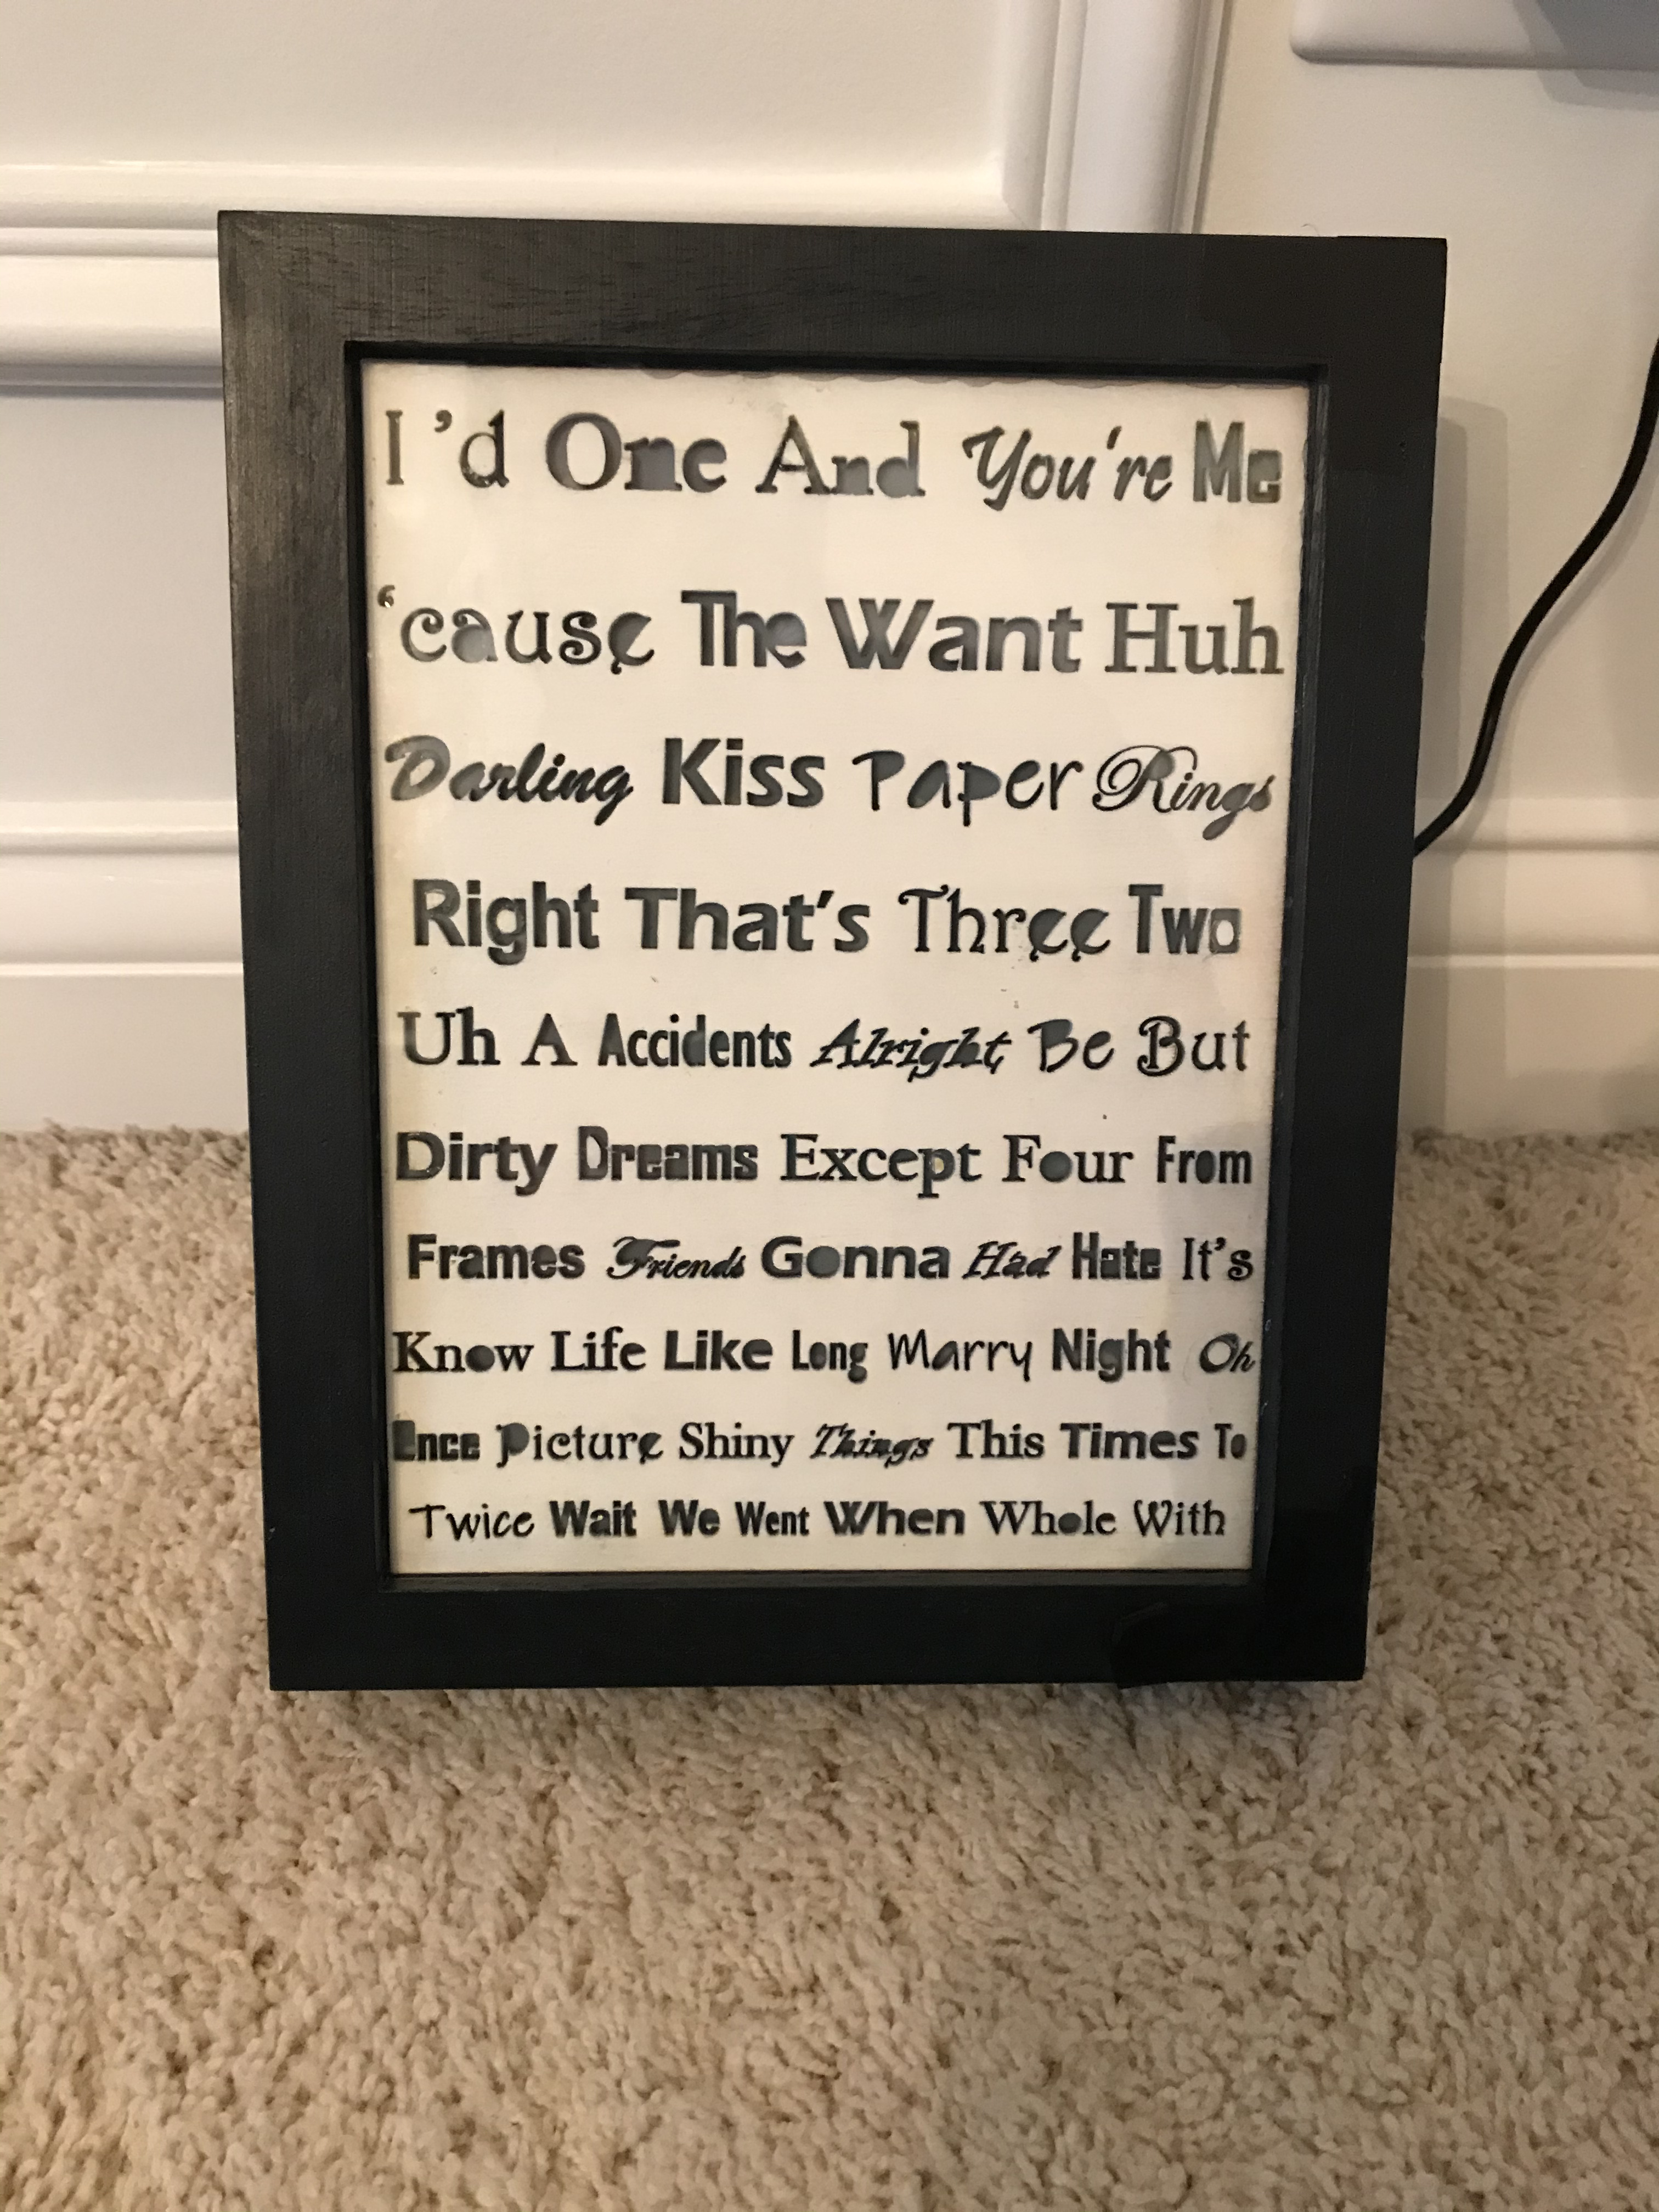 I 'd One And You're Me
'cause The Want Huh
Darling Kiss Paper Rings
Right That's Three Two
Uh A Accidents Alright Be But
Dirty Dreams Except Four From
Frames Friends Gonna Had Hate It's
Know Life Like Long Marry Night Oh
Once Picture Shiny Things This Times To
Twice Wait We Went When Whole With